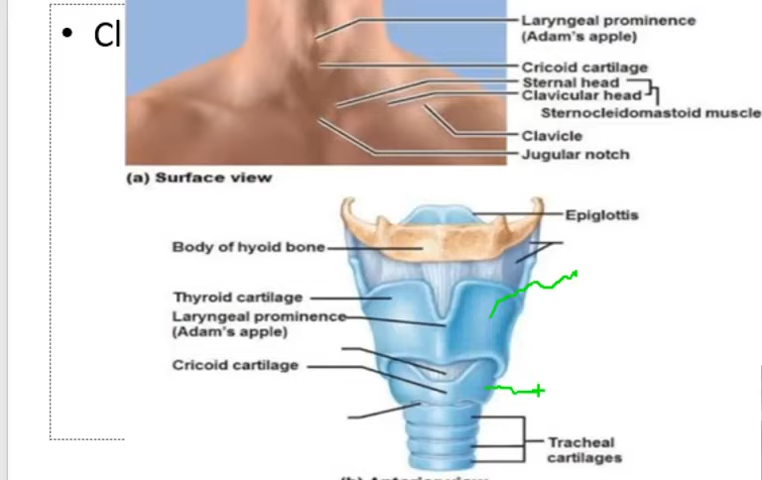 • Cl
Laryngeal prominence
(Adam's apple)
Cricoid cartilage
Sternal head
Clavicular head
Sternocleidomastoid muscle
Clavicle
Jugular notch
(a) Surface view
Epiglottis
Body of hyoid bone
Thyroid cartilage
Laryngeal prominence
(Adam's apple)
Cricoid cartilage
Tracheal
cartilages